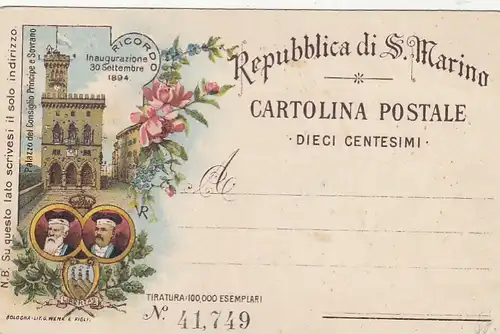 N.B. Su questo lato scrivesi il solo indirizzo.
Palazzo del Consiglio Principe e Sovrano
RICORDO
Inaugurazione
30 Settembre
1894
Repubblica di S. Marino
CARTOLINA POSTALE
· DIECI CENTESIMI ·
A
LIBERTAS
BOLOGNA-LIT. G. WENK E FIGLI.
TIRATURA: 100,000 ESEMPLARI
N. 41,749